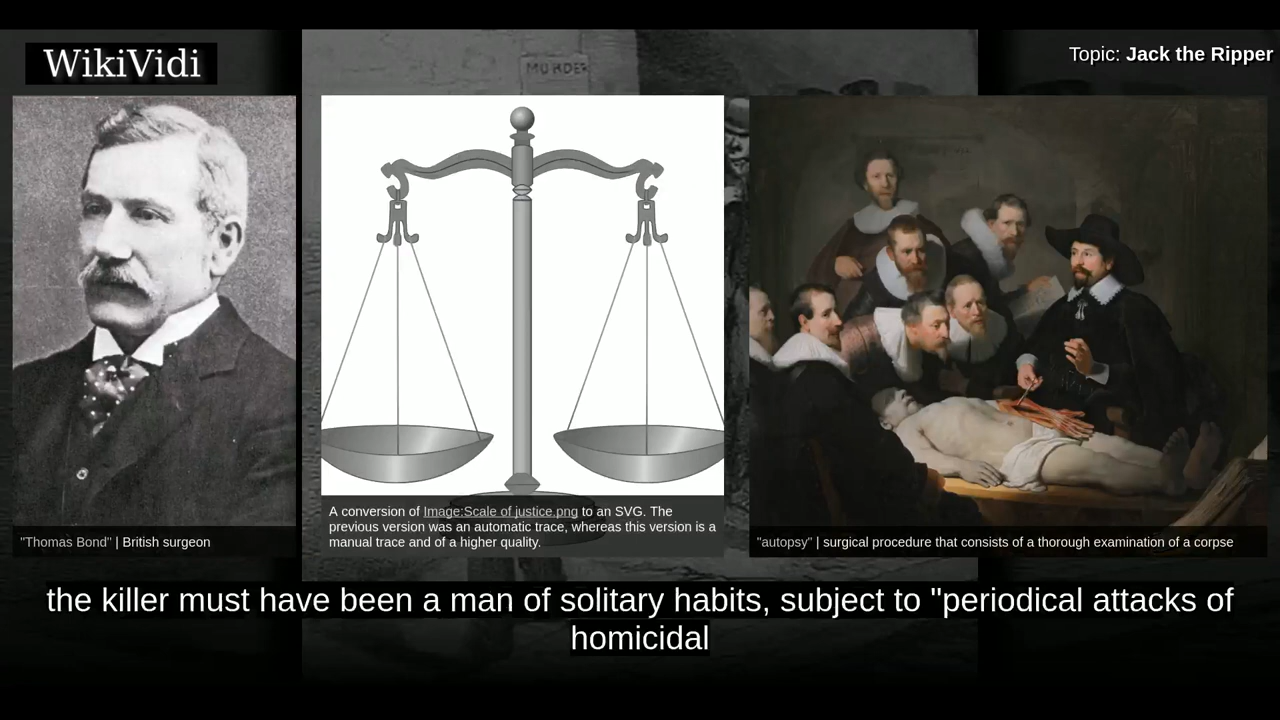 WikiVidi
Topic: Jack the Ripper
MURDER
"Thomas Bond" | British surgeon
A conversion of Image:Scale of justice.png to an SVG. The
previous version was an automatic trace, whereas this version is a
manual trace and of a higher quality.
"autopsy" | surgical procedure that consists of a thorough examination of a corpse
the killer must have been a man of solitary habits, subject to "periodical attacks of
homicidal